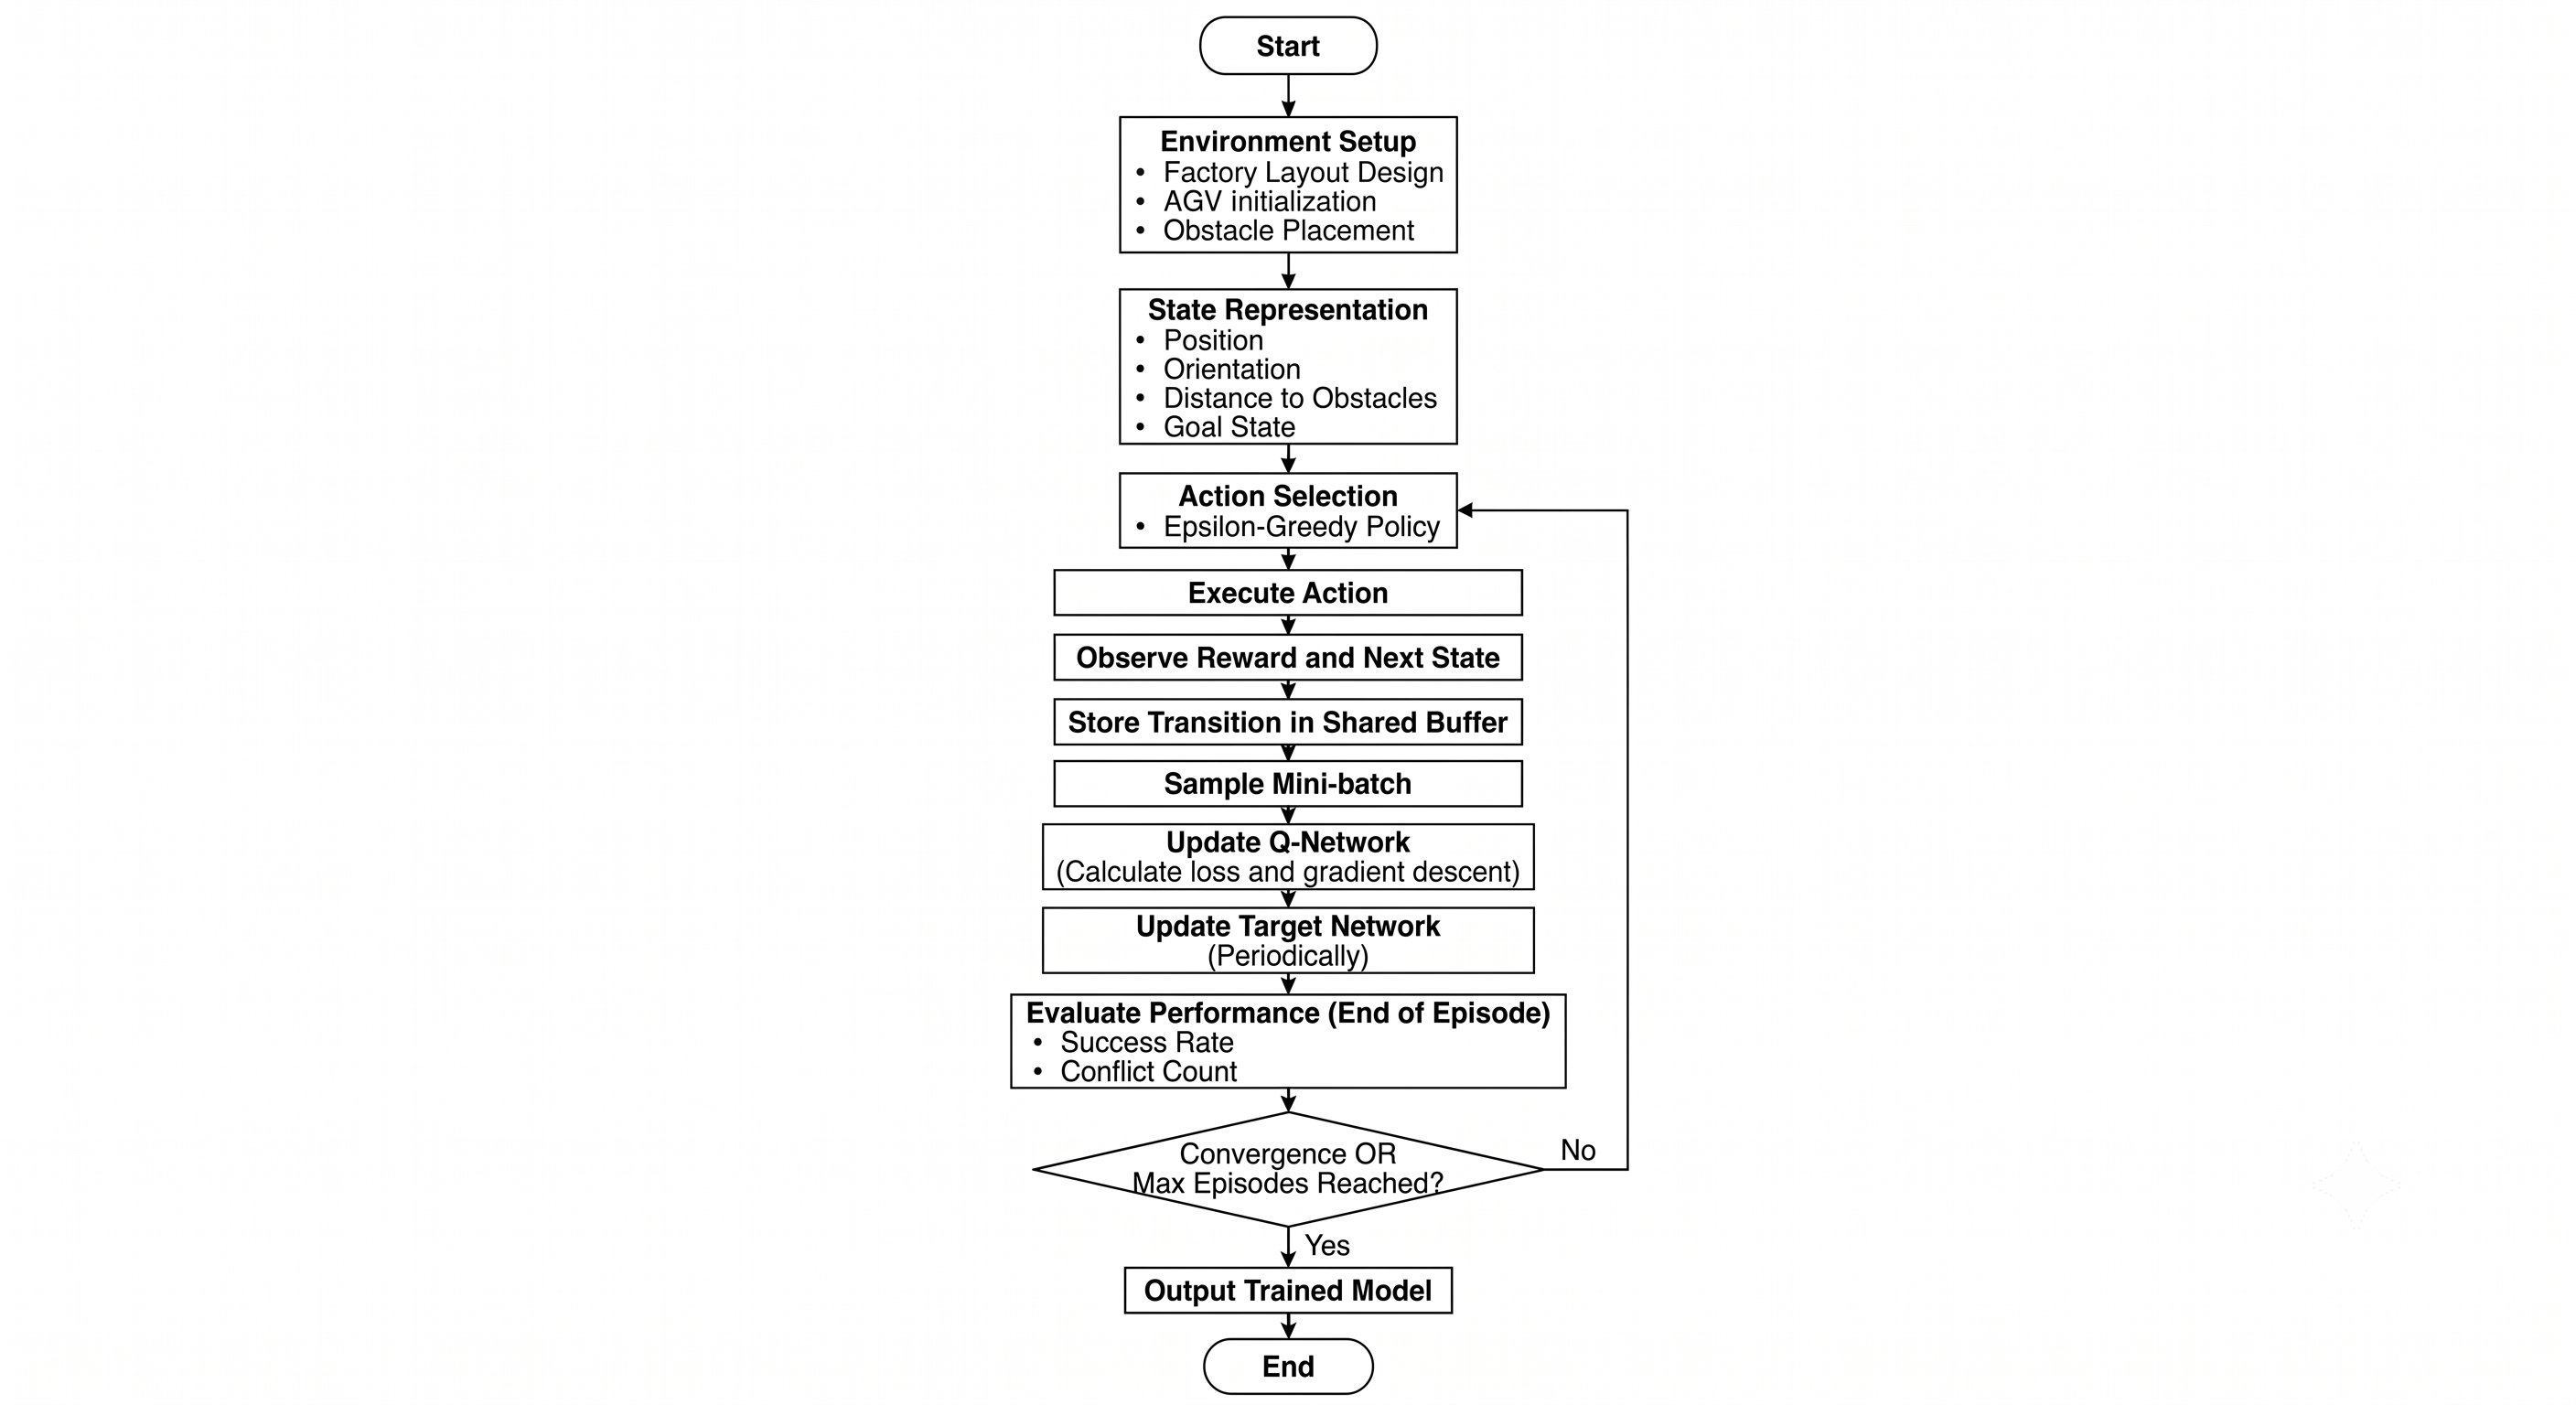 Start
Environment Setup
• Factory Layout Design
• AGV initialization
• Obstacle Placement
State Representation
• Position
• Orientation
• Distance to Obstacles
• Goal State
Action Selection
• Epsilon-Greedy Policy
Execute Action
Observe Reward and Next State
Store Transition in Shared Buffer
Sample Mini-batch
Update Q-Network
(Calculate loss and gradient descent)
Update Target Network
(Periodically)
Evaluate Performance (End of Episode)
• Success Rate
• Conflict Count
Convergence OR
Max Episodes Reached?
No
Yes
Output Trained Model
End